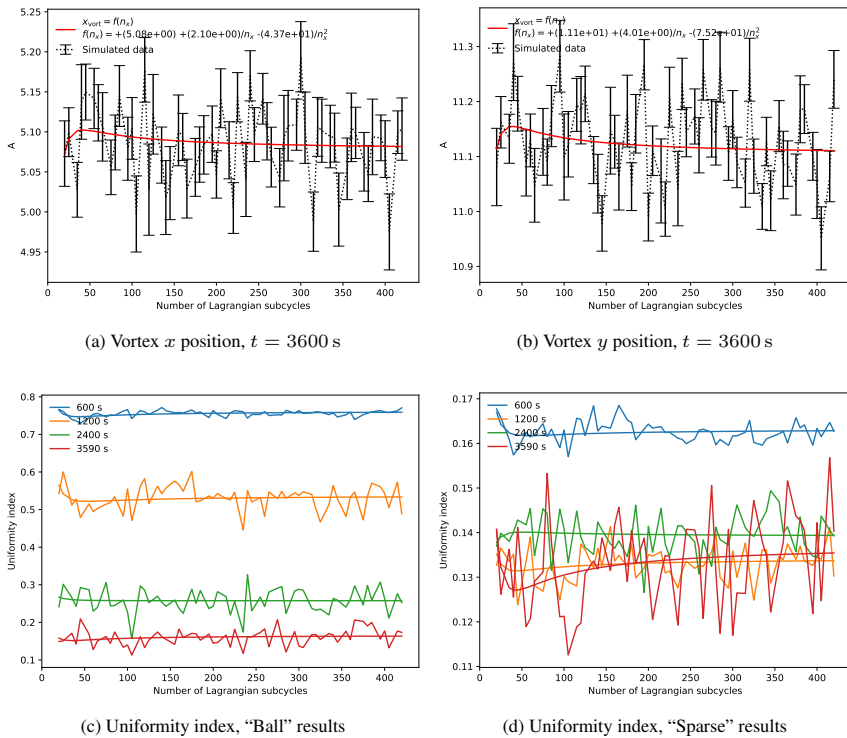 5.25
5.20
5.15
5.10
5.05
5.00
4.95
A
x_vort = f(n_x)
f(n_x) = +(5.08e+00) +(2.10e+00)/n_x -(4.37e+01)/n_x^2
Simulated data
0 50 100 150 200 250 300 350 400
Number of Lagrangian subcycles
(a) Vortex x position, t = 3600 s
11.3
11.2
11.1
11.0
10.9
A
x_vort = f(n_x)
f(n_x) = +(1.11e+01) +(4.01e+00)/n_x -(7.52e+01)/n_x^2
Simulated data
0 50 100 150 200 250 300 350 400
Number of Lagrangian subcycles
(b) Vortex y position, t = 3600 s
0.8
0.7
0.6
0.5
0.4
0.3
0.2
0.1
Uniformity index
600 s
1200 s
2400 s
3590 s
0 50 100 150 200 250 300 350 400
Number of Lagrangian subcycles
(c) Uniformity index, “Ball” results
0.17
0.16
0.15
0.14
0.13
0.12
0.11
Uniformity index
600 s
1200 s
2400 s
3590 s
0 50 100 150 200 250 300 350 400
Number of Lagrangian subcycles
(d) Uniformity index, “Sparse” results